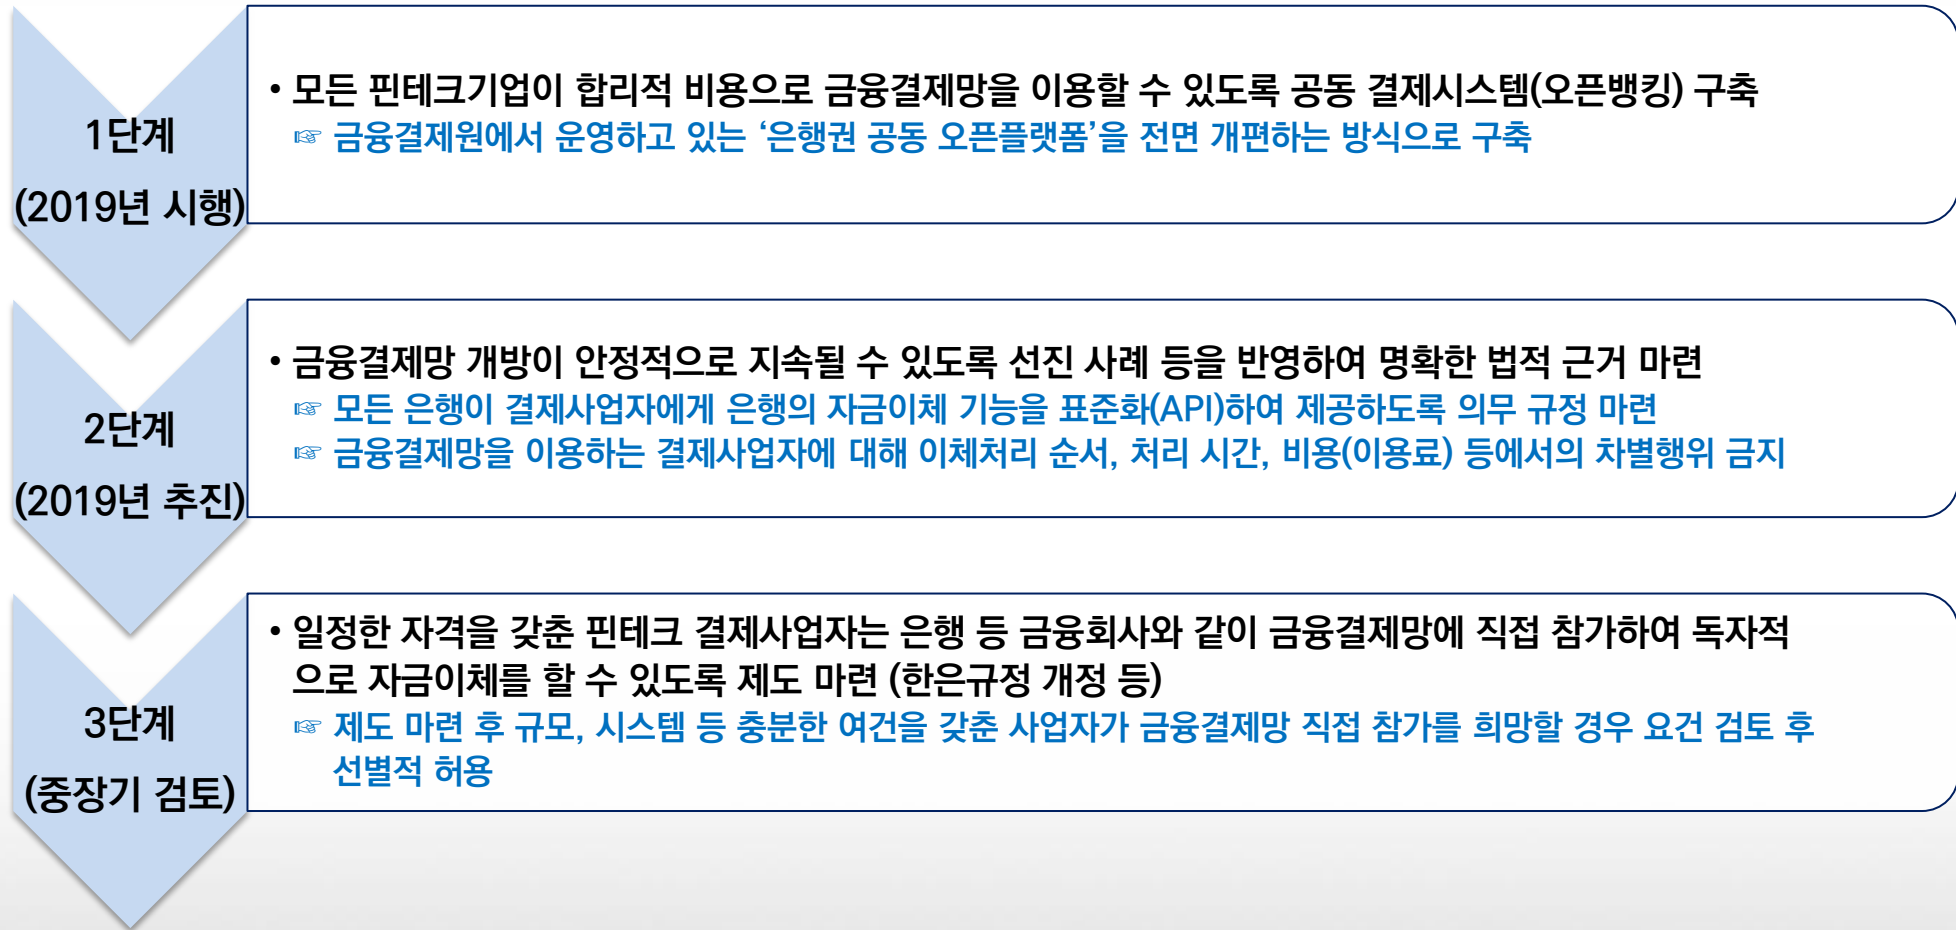 1단계
(2019년 시행)
• 모든 핀테크기업이 합리적 비용으로 금융결제망을 이용할 수 있도록 공동 결제시스템(오픈뱅킹) 구축
☞ 금융결제원에서 운영하고 있는 ‘은행권 공동 오픈플랫폼’을 전면 개편하는 방식으로 구축
2단계
(2019년 추진)
• 금융결제망 개방이 안정적으로 지속될 수 있도록 선진 사례 등을 반영하여 명확한 법적 근거 마련
☞ 모든 은행이 결제사업자에게 은행의 자금이체 기능을 표준화(API)하여 제공하도록 의무 규정 마련
☞ 금융결제망을 이용하는 결제사업자에 대해 이체처리 순서, 처리 시간, 비용(이용료) 등에서의 차별행위 금지
3단계
(중장기 검토)
• 일정한 자격을 갖춘 핀테크 결제사업자는 은행 등 금융회사와 같이 금융결제망에 직접 참가하여 독자적
으로 자금이체를 할 수 있도록 제도 마련 (한은규정 개정 등)
☞ 제도 마련 후 규모, 시스템 등 충분한 여건을 갖춘 사업자가 금융결제망 직접 참가를 희망할 경우 요건 검토 후
선별적 허용